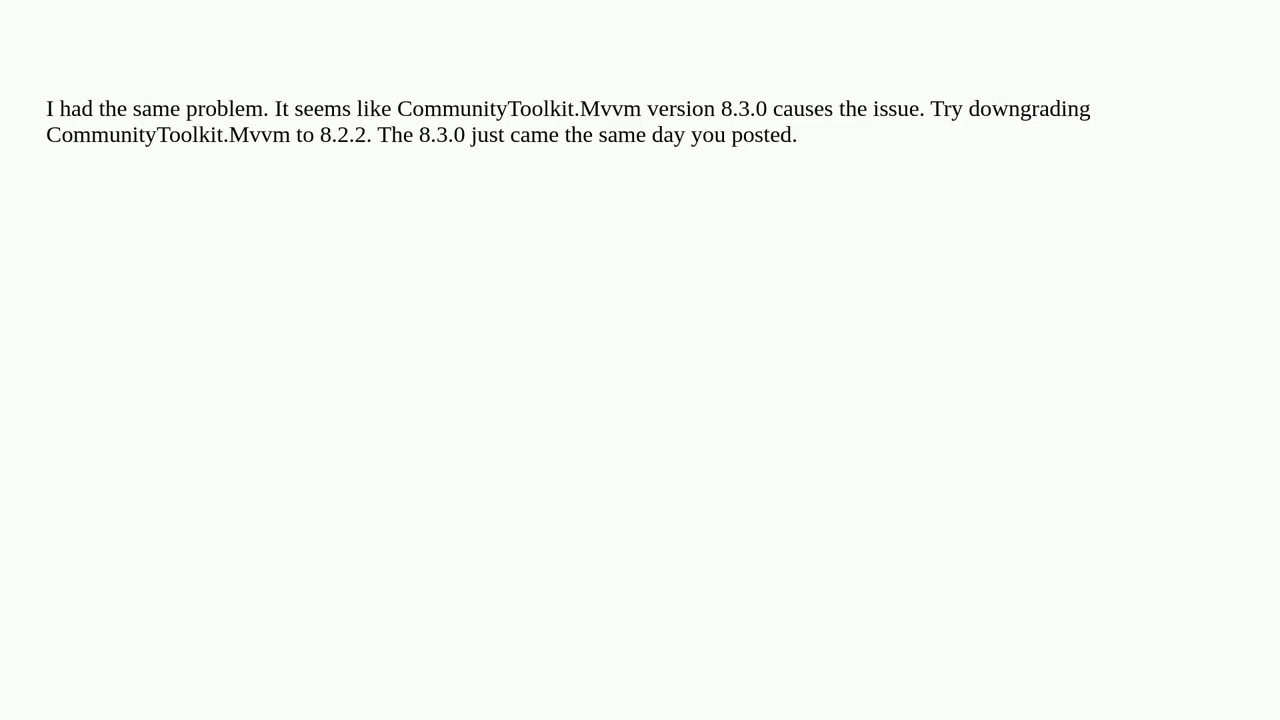 I had the same problem. It seems like CommunityToolkit.Mvvm version 8.3.0 causes the issue. Try downgrading
CommunityToolkit.Mvvm to 8.2.2. The 8.3.0 just came the same day you posted.